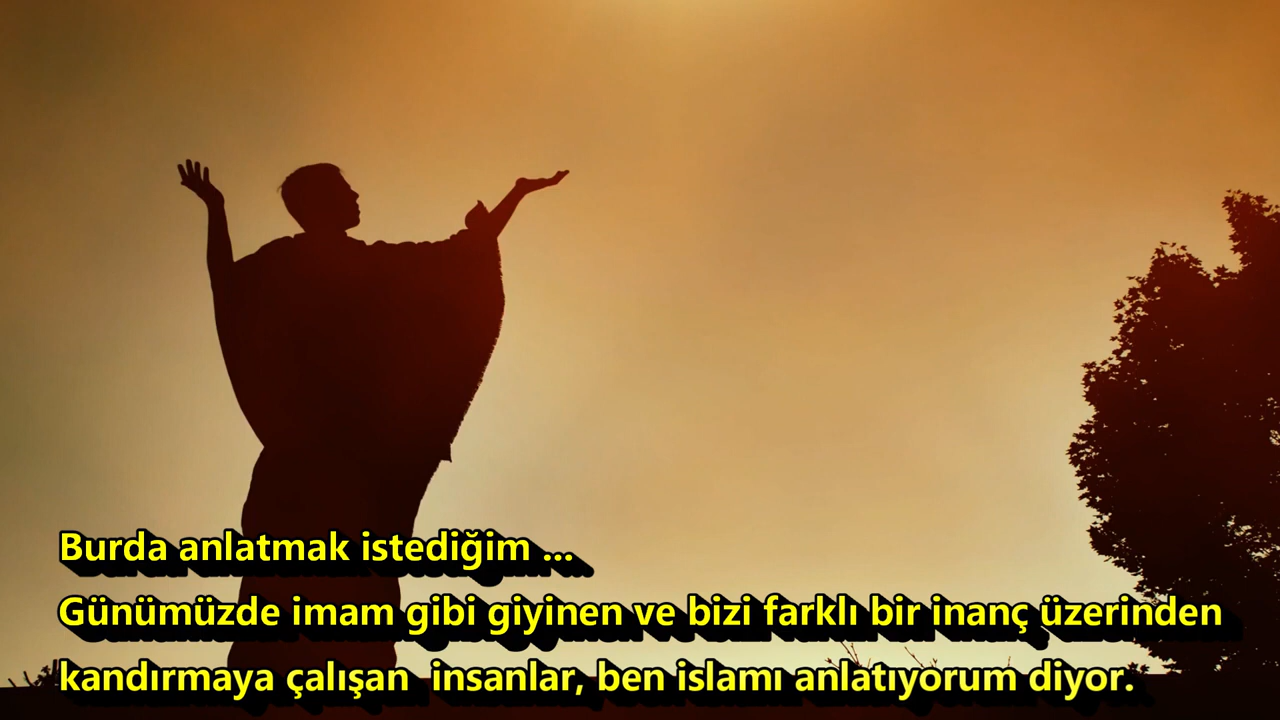 Burda anlatmak istediğim ...
Günümüzde imam gibi giyinen ve bizi farklı bir inanç üzerinden
kandırmaya çalışan  insanlar, ben islamı anlatıyorum diyor.